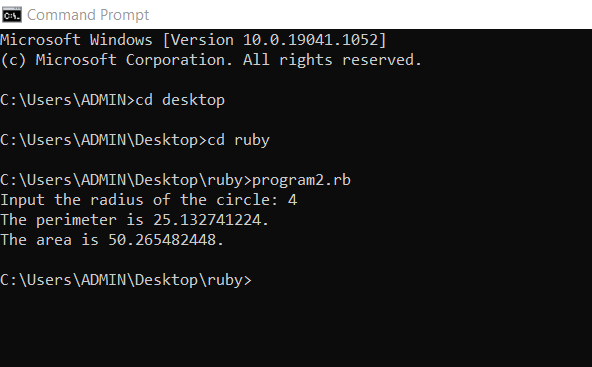 Command Prompt
Microsoft Windows [Version 10.0.19041.1052]
(c) Microsoft Corporation. All rights reserved.
C:\Users\ADMIN>cd desktop
C:\Users\ADMIN\Desktop>cd ruby
C:\Users\ADMIN\Desktop\ruby>program2.rb
Input the radius of the circle: 4
The perimeter is 25.132741224.
The area is 50.265482448.
C:\Users\ADMIN\Desktop\ruby>